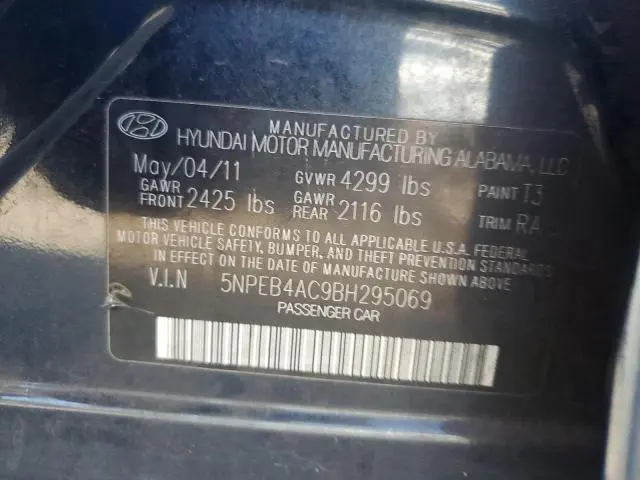 MANUFACTURED BY
HYUNDAI MOTOR MANUFACTURING ALABAMA, LLC
May/04/11 GVWR 4299 lbs PAINT T3
GAWR FRONT 2425 lbs GAWR REAR 2116 lbs TRIM RA
THIS VEHICLE CONFORMS TO ALL APPLICABLE U.S.A. FEDERAL
MOTOR VEHICLE SAFETY, BUMPER, AND THEFT PREVENTION STANDARDS
IN EFFECT ON THE DATE OF MANUFACTURE SHOWN ABOVE
V.I.N 5NPEB4AC9BH295069
PASSENGER CAR